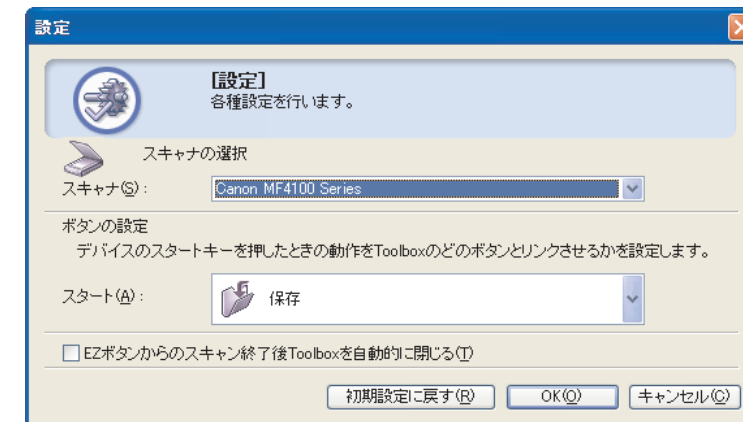 設定
[設定]
各種設定を行います。
スキャナの選択
スキャナ(S)： Canon MF4100 Series
ボタンの設定
デバイスのスタートキーを押したときの動作をToolboxのどのボタンとリンクさせるかを設定します。
スタート(A)： 保存
EZボタンからのスキャン終了後Toolboxを自動的に閉じる(T)
初期設定に戻す(R) OK(O) キャンセル(C)